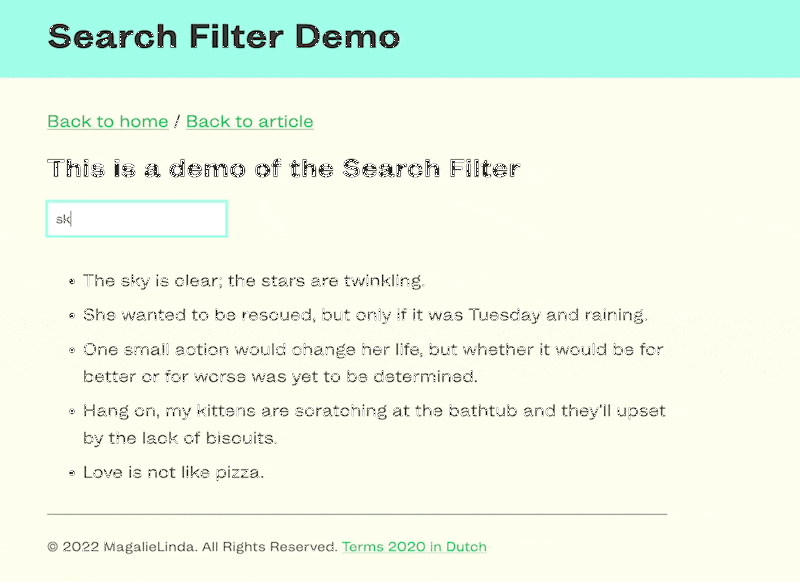 Search Filter Demo
Back to home / Back to article
This is a demo of the Search Filter
sk
The sky is clear; the stars are twinkling.
She wanted to be rescued, but only if it was Tuesday and raining.
One small action would change her life, but whether it would be for
better or for worse was yet to be determined.
Hang on, my kittens are scratching at the bathtub and they'll upset
by the lack of biscuits.
Love is not like pizza.
© 2022 MagalieLinda. All Rights Reserved. Terms 2020 in Dutch